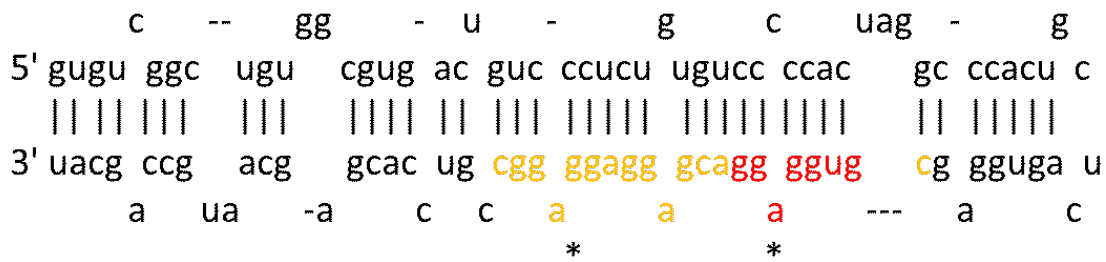 c -- gg - u - g c uag - g
5' gugu ggc ugu cgug ac guc ccucu ugucc ccac gc ccacu c
|||| ||| ||| |||| || ||| ||||| ||||||||| || |||||
3' uacg ccg acg gcac ug cgg ggagg gcagg ggug cg gguga u
a ua -a c c a a a --- a c
* *